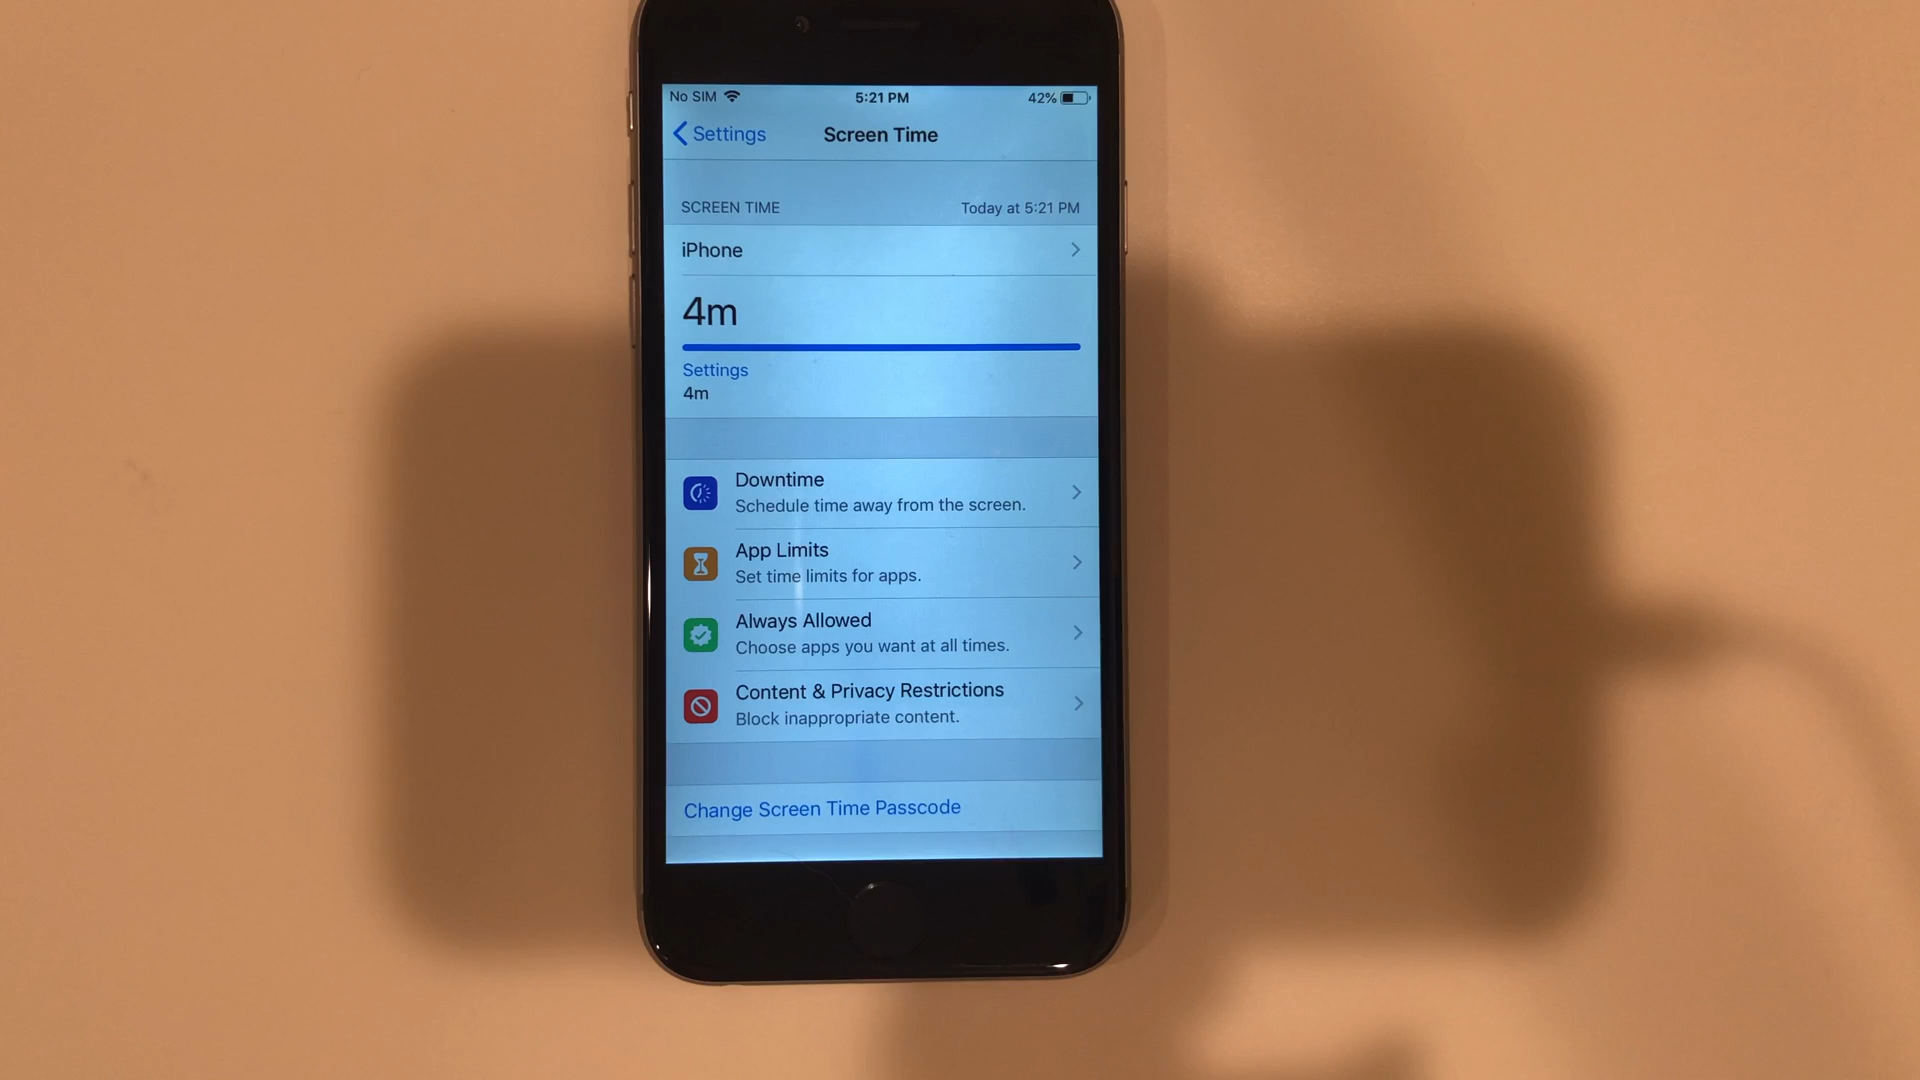 No SIM 5:21 PM 42%
Settings Screen Time
SCREEN TIME Today at 5:21 PM
iPhone
4m
Settings
4m
Downtime
Schedule time away from the screen.
App Limits
Set time limits for apps.
Always Allowed
Choose apps you want at all times.
Content & Privacy Restrictions
Block inappropriate content.
Change Screen Time Passcode